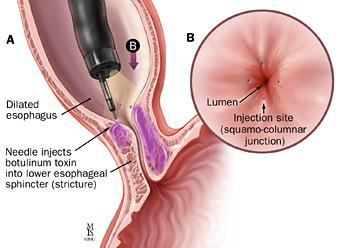 A
B
B
Dilated
esophagus
Lumen
Injection site
(squamo-columnar
junction)
Needle injects
botulinum toxin
into lower esophageal
sphincter (stricture)